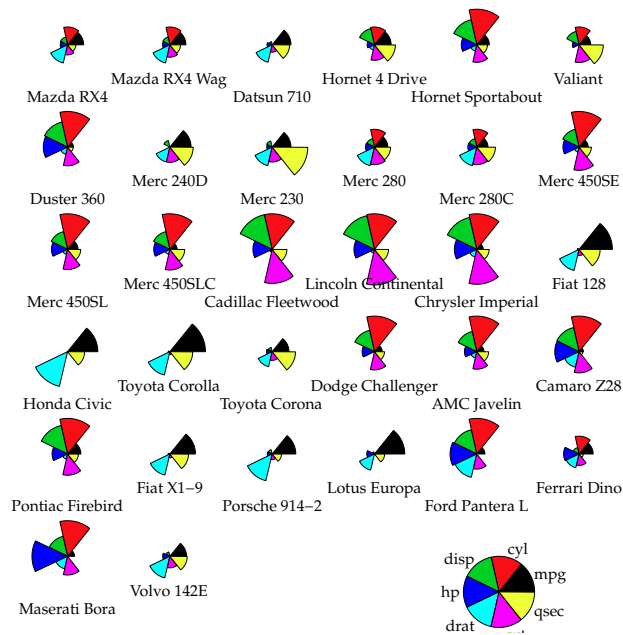 Mazda RX4
Mazda RX4 Wag
Datsun 710
Hornet 4 Drive
Hornet Sportabout
Valiant
Duster 360
Merc 240D
Merc 230
Merc 280
Merc 280C
Merc 450SE
Merc 450SL
Merc 450SLC
Cadillac Fleetwood
Lincoln Continental
Chrysler Imperial
Fiat 128
Honda Civic
Toyota Corolla
Toyota Corona
Dodge Challenger
AMC Javelin
Camaro Z28
Pontiac Firebird
Fiat X1−9
Porsche 914−2
Lotus Europa
Ford Pantera L
Ferrari Dino
Maserati Bora
Volvo 142E
cyl
disp
mpg
hp
qsec
drat